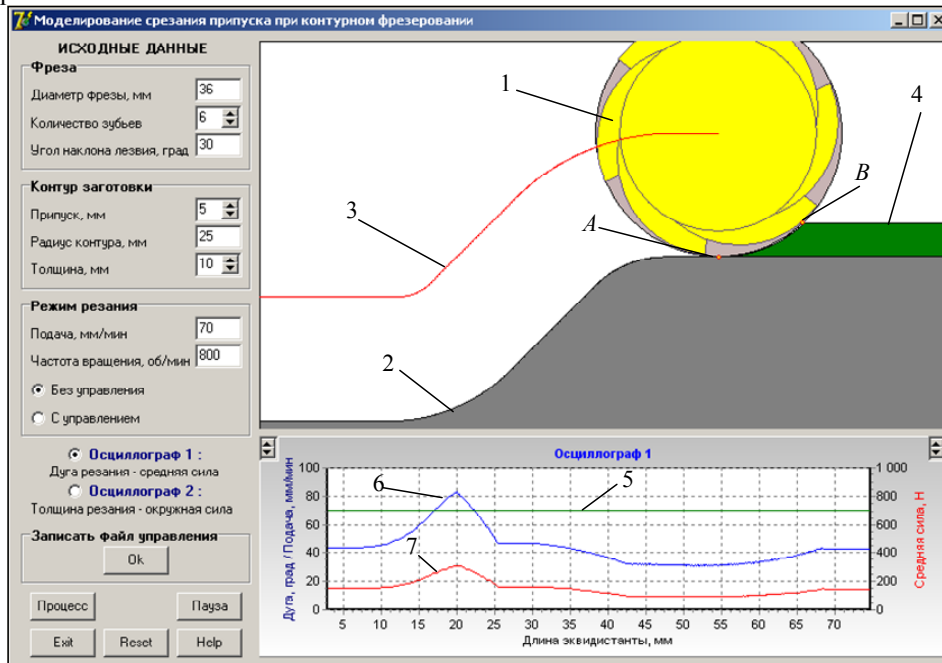 Моделирование срезания припуска при контурном фрезеровании
ИСХОДНЫЕ ДАННЫЕ
Фреза
Диаметр фрезы, мм 36
Количество зубьев 6
Угол наклона лезвия, град 30
Контур заготовки
Припуск, мм 5
Радиус контура, мм 25
Толщина, мм 10
Режим резания
Подача, мм/мин 70
Частота вращения, об/мин 800
Без управления
С управлением
Осциллограф 1 :
Дуга резания - средняя сила
Осциллограф 2 :
Толщина резания - окружная сила
Записать файл управления
Ok
Процесс Пауза
Exit Reset Help
1
4
B
A
3
2
Осциллограф 1
Дуга, град / Подача, мм/мин
100
80
60
40
20
0
6
5
7
1 000
800
600
400
200
0
Средняя сила, Н
5 10 15 20 25 30 35 40 45 50 55 60 65 70
Длина эквидистанты, мм